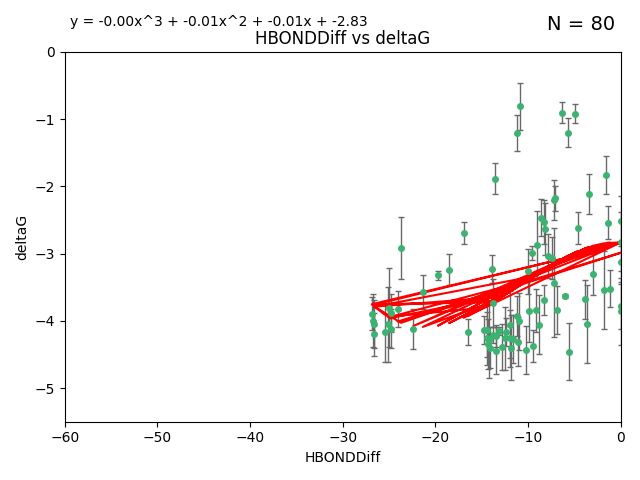 y = -0.00x^3 + -0.01x^2 + -0.01x + -2.83
N = 80
HBONDDiff vs deltaG
0
−1
−2
−3
−4
−5
deltaG
−60
−50
−40
−30
−20
−10
0
HBONDDiff